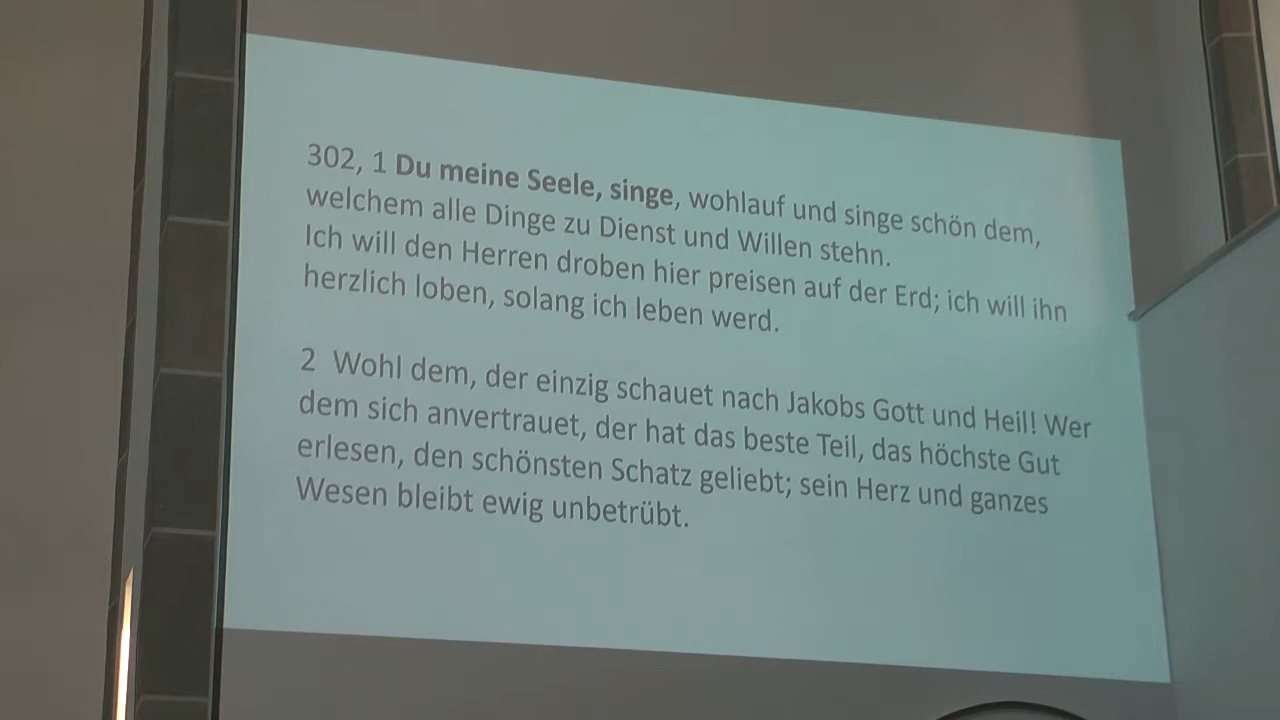 302, 1 Du meine Seele, singe, wohlauf und singe schön dem,
welchem alle Dinge zu Dienst und Willen stehn.
Ich will den Herren droben hier preisen auf der Erd; ich will ihn
herzlich loben, solang ich leben werd.
2 Wohl dem, der einzig schauet nach Jakobs Gott und Heil! Wer
dem sich anvertrauet, der hat das beste Teil, das höchste Gut
erlesen, den schönsten Schatz geliebt; sein Herz und ganzes
Wesen bleibt ewig unbetrübt.